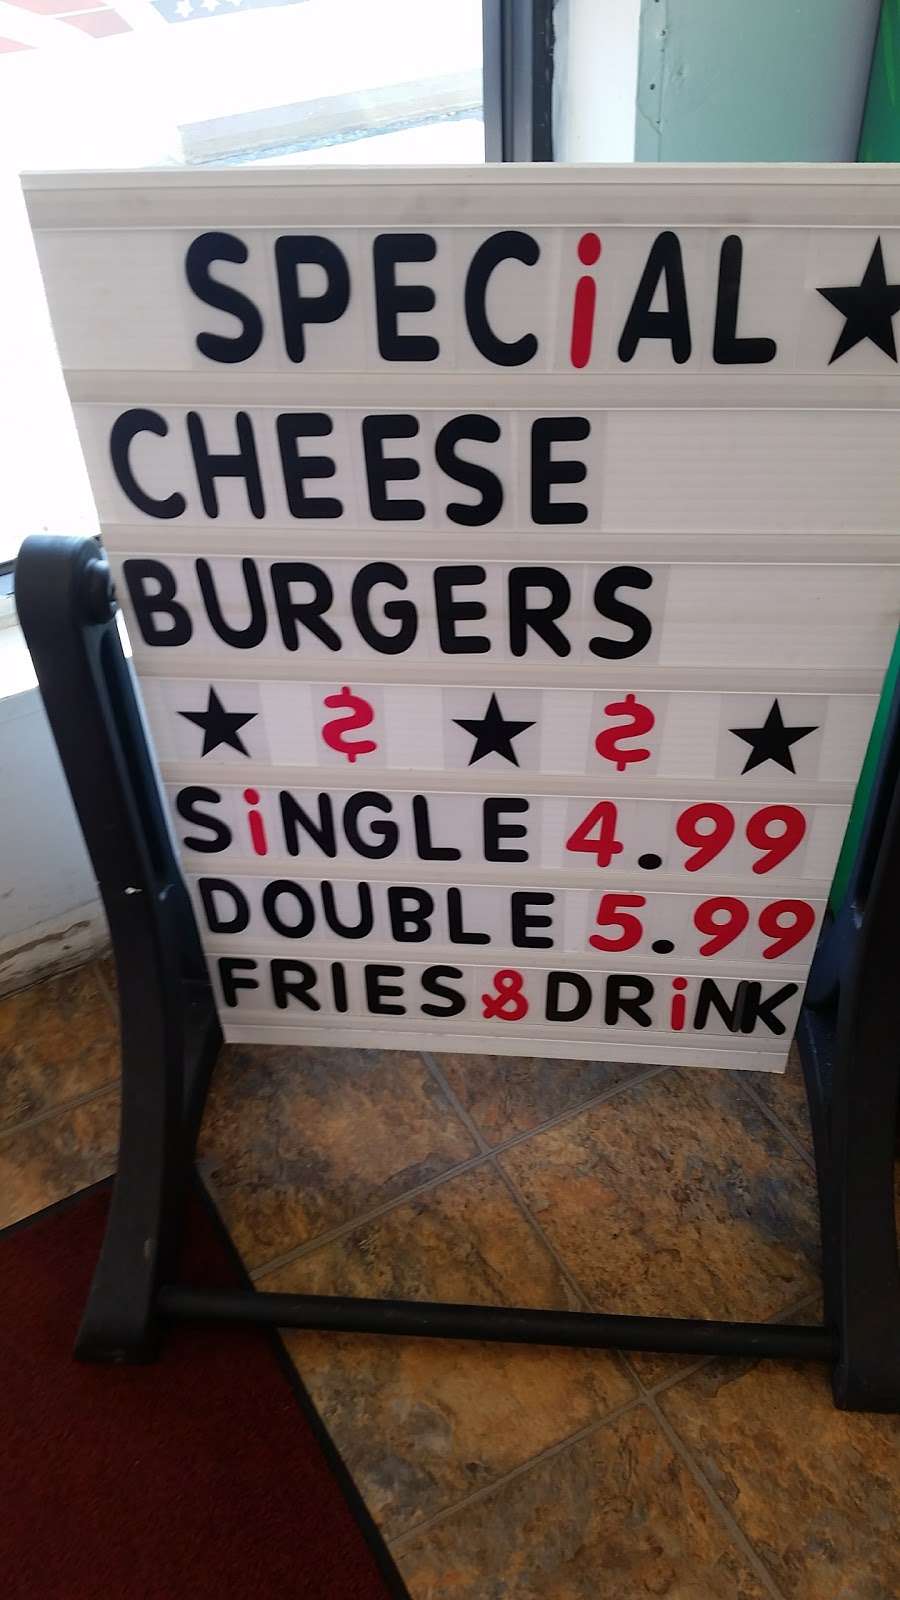 SPECiAL ★
CHEESE
BURGERS
★ $ ★ $ ★
SiNGLE 4.99
DOUBLE 5.99
FRIES & DRiNK